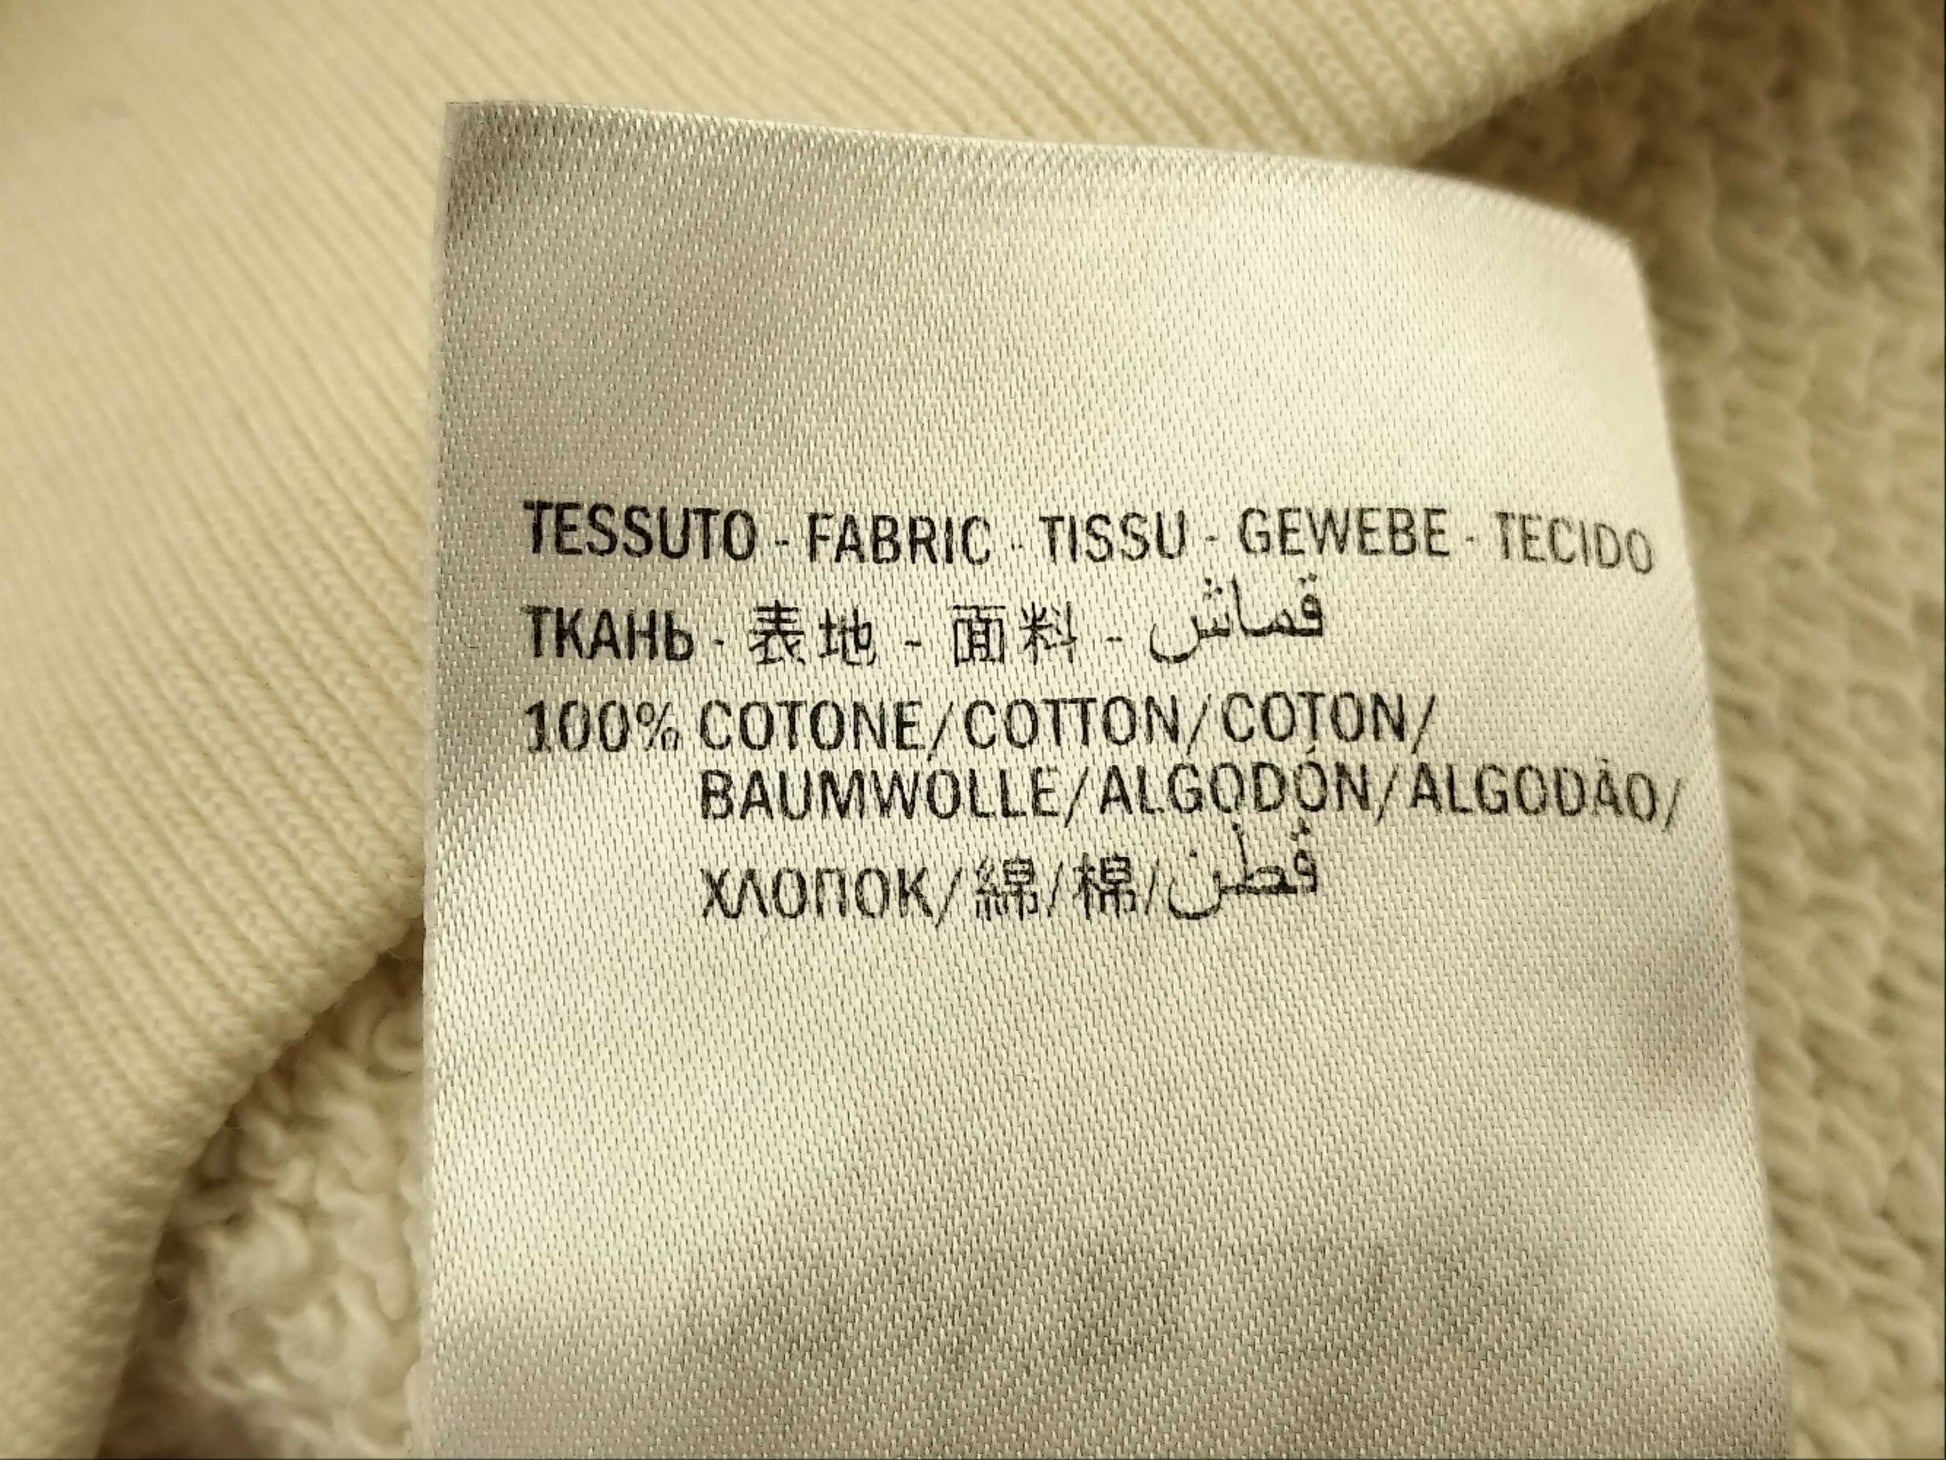 TESSUTO - FABRIC - TISSU - GEWEBE - TECIDO
ТКАНЬ - 表地 - 面料 - قماش
100% COTONE/COTTON/COTON/
BAUMWOLLE/ALGODÓN/ALGODÃO/
ХЛОПОК/綿/棉/قطن